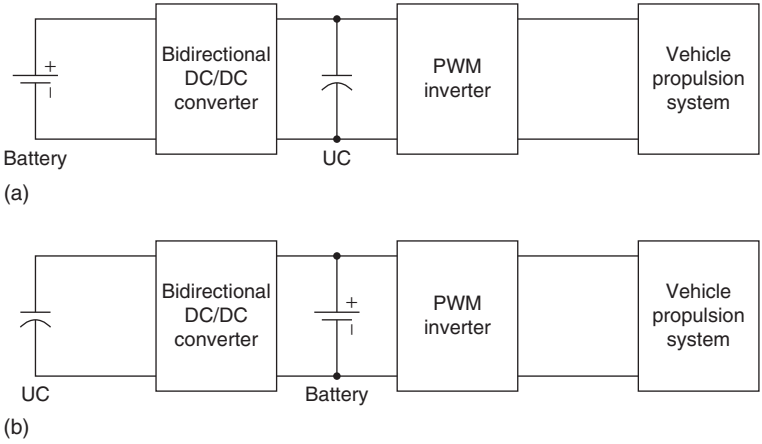 Bidirectional
DC/DC
converter
PWM
inverter
Vehicle
propulsion
system
+
–
Battery
UC
(a)
Bidirectional
DC/DC
converter
+
–
PWM
inverter
Vehicle
propulsion
system
UC
Battery
(b)